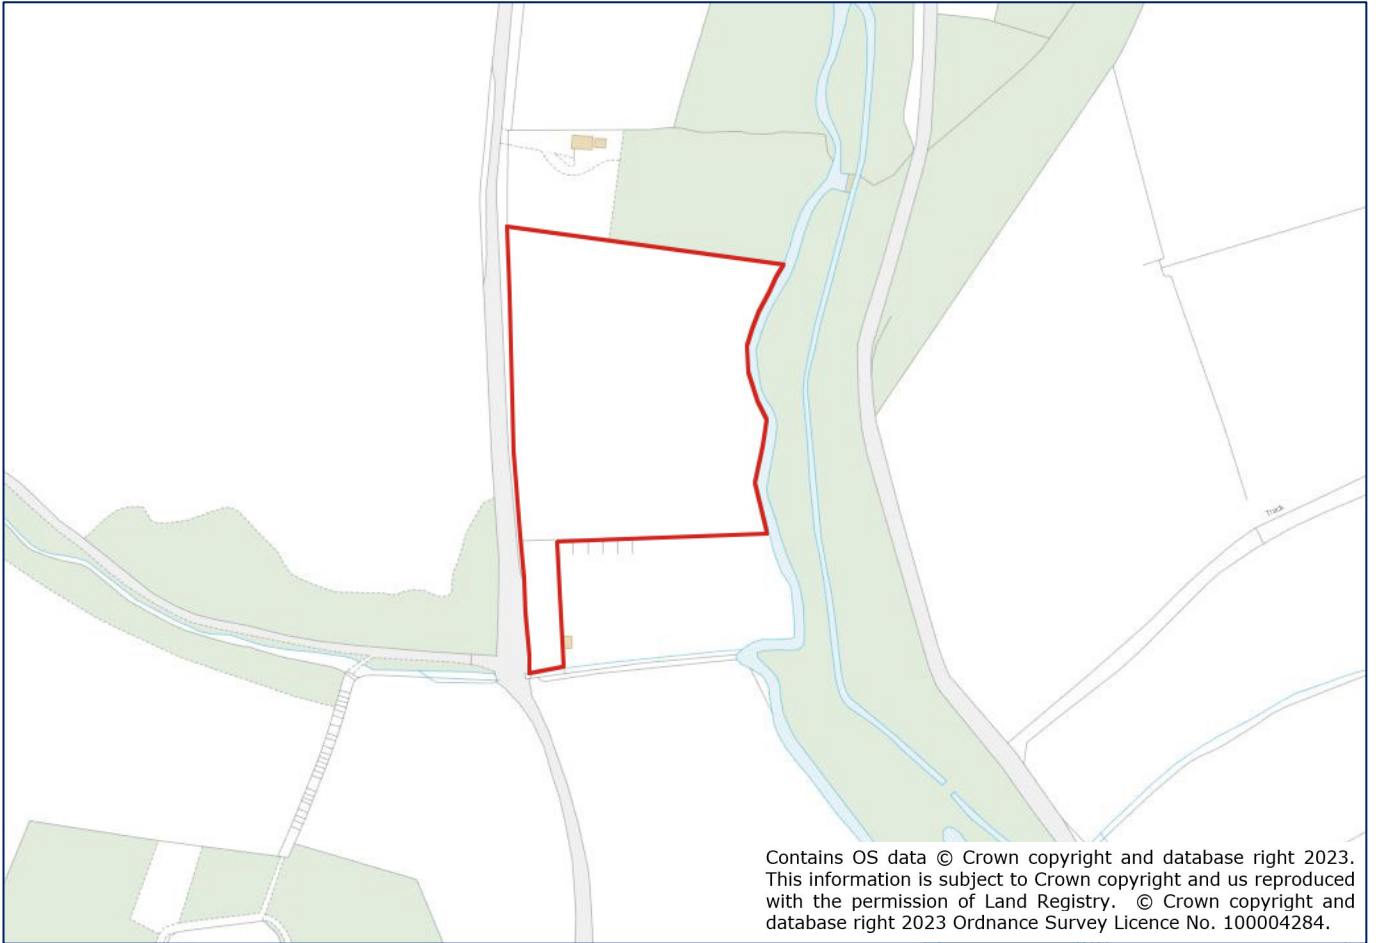 Track
Contains OS data © Crown copyright and database right 2023.
This information is subject to Crown copyright and us reproduced
with the permission of Land Registry. © Crown copyright and
database right 2023 Ordnance Survey Licence No. 100004284.